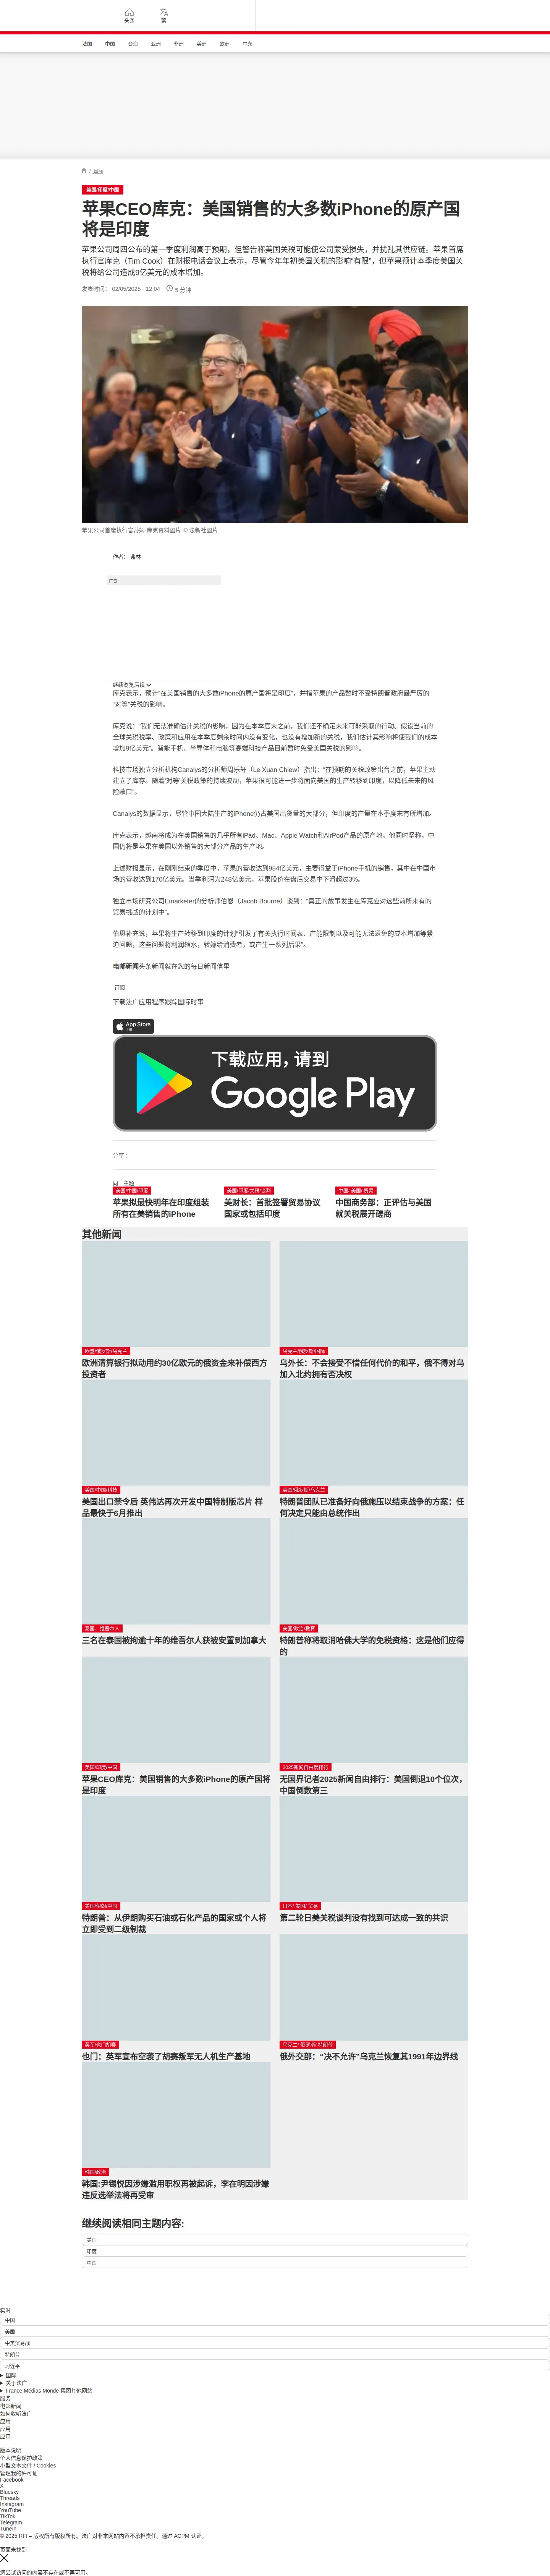 头条
繁
法国
中国
台海
亚洲
非洲
美洲
欧洲
中东
/ 国际
美国/印度/中国
苹果CEO库克：美国销售的大多数iPhone的原产国
将是印度
苹果公司周四公布的第一季度利润高于预期，但警告称美国关税可能使公司蒙受损失，并扰乱其供应链。苹果首席
执行官库克（Tim Cook）在财报电话会议上表示，尽管今年年初美国关税的影响“有限”，但苹果预计本季度美国关
税将给公司造成9亿美元的成本增加。
发表时间： 02/05/2025 - 12:04
5 分钟
苹果公司首席执行官蒂姆.库克资料图片 © 法新社图片
作者： 弗林
广告
继续浏览后续
库克表示，预计“在美国销售的大多数iPhone的原产国将是印度”，并指苹果的产品暂时不受特朗普政府最严厉的
“对等”关税的影响。
库克说：“我们无法准确估计关税的影响，因为在本季度末之前，我们还不确定未来可能采取的行动。假设当前的
全球关税税率、政策和应用在本季度剩余时间内没有变化，也没有增加新的关税，我们估计其影响将使我们的成本
增加9亿美元”。智能手机、半导体和电脑等高端科技产品目前暂时免受美国关税的影响。
科技市场独立分析机构Canalys的分析师周乐轩（Le Xuan Chiew）指出：“在预期的关税政策出台之前，苹果主动
建立了库存。随着‘对等’关税政策的持续波动，苹果很可能进一步将面向美国的生产转移到印度，以降低未来的风
险敞口”。
Canalys的数据显示，尽管中国大陆生产的iPhone仍占美国出货量的大部分，但印度的产量在本季度末有所增加。
库克表示，越南将成为在美国销售的几乎所有iPad、Mac、Apple Watch和AirPod产品的原产地。他同时坚称，中
国仍将是苹果在美国以外销售的大部分产品的生产地。
上述财报显示，在刚刚结束的季度中，苹果的营收达到954亿美元，主要得益于iPhone手机的销售，其中在中国市
场的营收达到170亿美元。当季利润为248亿美元。苹果股价在盘后交易中下滑超过3%。
独立市场研究公司Emarketer的分析师伯恩（Jacob Bourne）谈到：“真正的故事发生在库克应对这些前所未有的
贸易挑战的计划中”。
伯恩补充说，苹果将生产转移到印度的计划“引发了有关执行时间表、产能限制以及可能无法避免的成本增加等紧
迫问题，这些问题将利润缩水，转嫁给消费者，或产生一系列后果”。
电邮新闻头条新闻就在您的每日新闻信里
订阅
下载法广应用程序跟踪国际时事
App Store
下载
下载应用，请到
Google Play
分享 :
同一主题
美国/中国/印度
苹果拟最快明年在印度组装
所有在美销售的iPhone
美国/印度/关税/谈判
美财长：首批签署贸易协议
国家或包括印度
中国/ 美国/ 贸易
中国商务部：正评估与美国
就关税展开磋商
其他新闻
欧盟/俄罗斯/乌克兰
欧洲清算银行拟动用约30亿欧元的俄资金来补偿西方
投资者
乌克兰/俄罗斯/国际
乌外长：不会接受不惜任何代价的和平，俄不得对乌
加入北约拥有否决权
美国/中国/科技
美国出口禁令后 英伟达再次开发中国特制版芯片 样
品最快于6月推出
美国/俄罗斯/乌克兰
特朗普团队已准备好向俄施压以结束战争的方案：任
何决定只能由总统作出
泰国，维吾尔人
三名在泰国被拘逾十年的维吾尔人获被安置到加拿大
美国/政治/教育
特朗普称将取消哈佛大学的免税资格：这是他们应得
的
美国/印度/中国
苹果CEO库克：美国销售的大多数iPhone的原产国将
是印度
2025新闻自由度排行
无国界记者2025新闻自由排行：美国倒退10个位次，
中国倒数第三
美国/伊朗/中国
特朗普：从伊朗购买石油或石化产品的国家或个人将
立即受到二级制裁
日本/ 美国/ 贸易
第二轮日美关税谈判没有找到可达成一致的共识
英军/也门胡赛
也门：英军宣布空袭了胡赛叛军无人机生产基地
乌克兰/ 俄罗斯/ 特朗普
俄外交部：“决不允许”乌克兰恢复其1991年边界线
韩国/政治
韩国:尹锡悦因涉嫌滥用职权再被起诉，李在明因涉嫌
违反选举法将再受审
继续阅读相同主题内容:
美国
印度
中国
实时
中国
美国
中美贸易战
特朗普
习近平
国际
关于法广
France Médias Monde 集团其他网站
服务
电邮新闻
如何收听法广
应用
应用
应用
版本说明
个人信息保护政策
小型文本文件 / Cookies
管理我的许可证
Facebook
X
Bluesky
Threads
Instagram
YouTube
TikTok
Telegram
TuneIn
© 2025 RFI – 版权所有版权所有。法广对非本网站内容不承担责任。通过 ACPM 认证。
页面未找到
您尝试访问的内容不存在或不再可用。